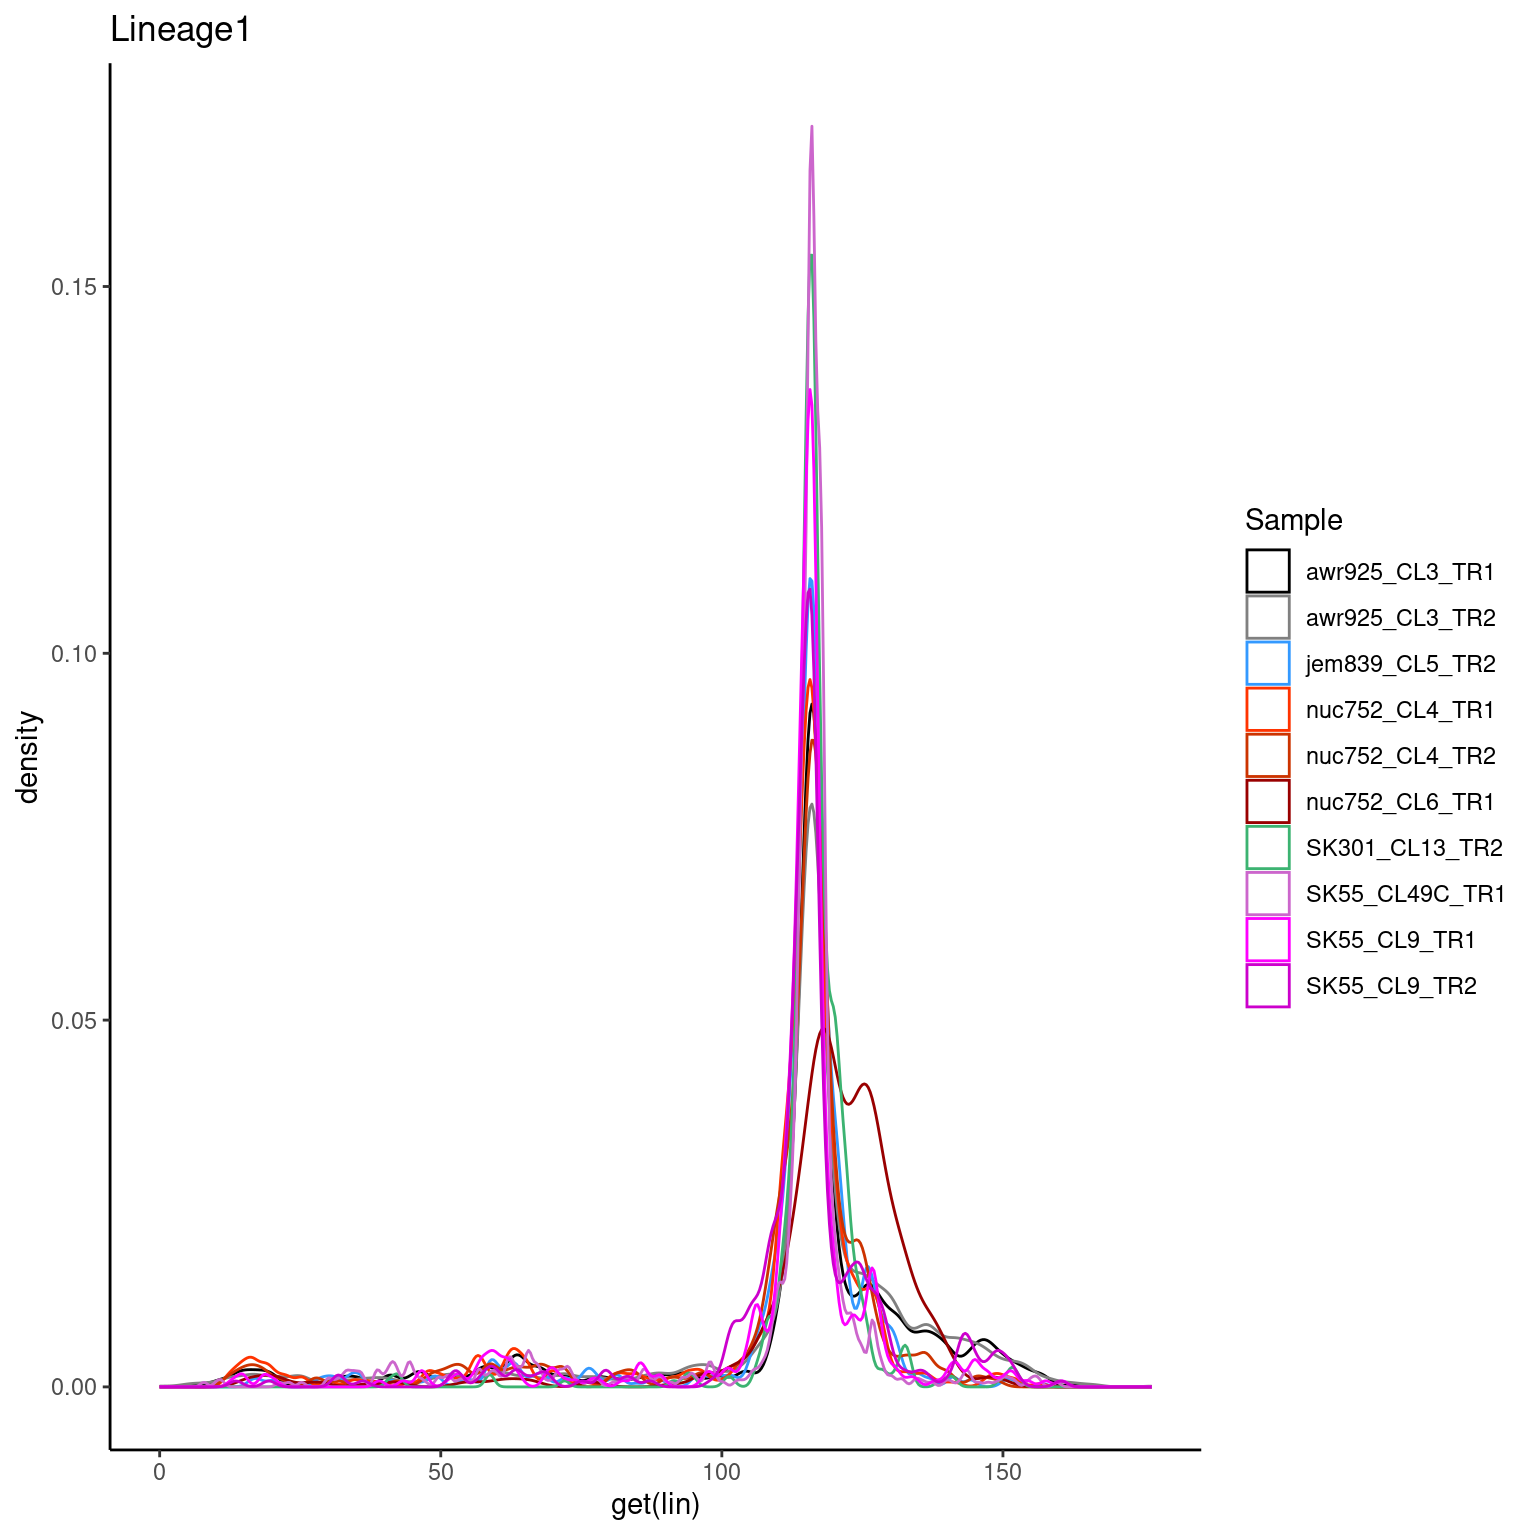 Lineage1
0.15
0.10
0.05
0.00
density
0
50
100
150
get(lin)
Sample
awr925_CL3_TR1
awr925_CL3_TR2
jem839_CL5_TR2
nuc752_CL4_TR1
nuc752_CL4_TR2
nuc752_CL6_TR1
SK301_CL13_TR2
SK55_CL49C_TR1
SK55_CL9_TR1
SK55_CL9_TR2